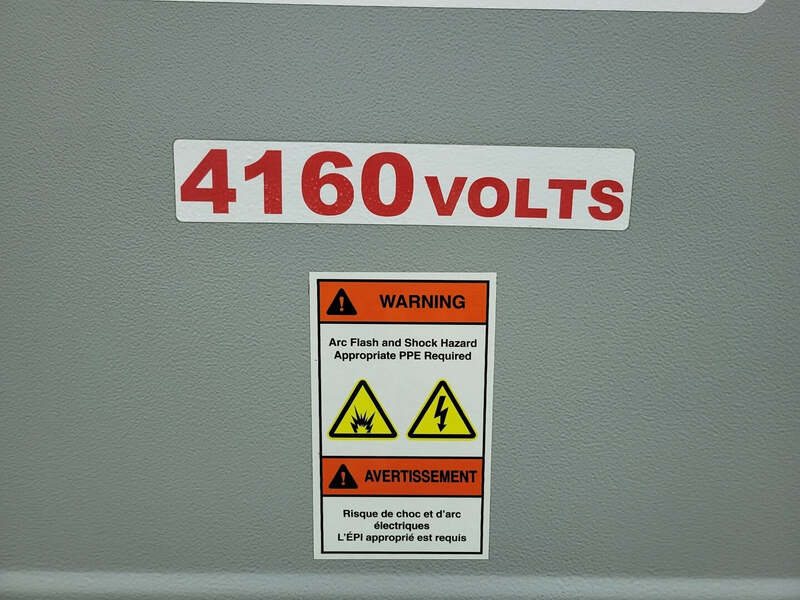 4160 VOLTS
WARNING
Arc Flash and Shock Hazard
Appropriate PPE Required
AVERTISSEMENT
Risque de choc et d'arc
électriques
L'ÉPI approprié est requis